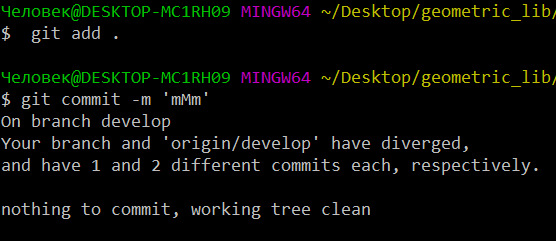 Человек@DESKTOP-MC1RH09 MINGW64 ~/Desktop/geometric_lib/
$  git add .
Человек@DESKTOP-MC1RH09 MINGW64 ~/Desktop/geometric_lib/
$ git commit -m 'mMm'
On branch develop
Your branch and 'origin/develop' have diverged,
and have 1 and 2 different commits each, respectively.
nothing to commit, working tree clean